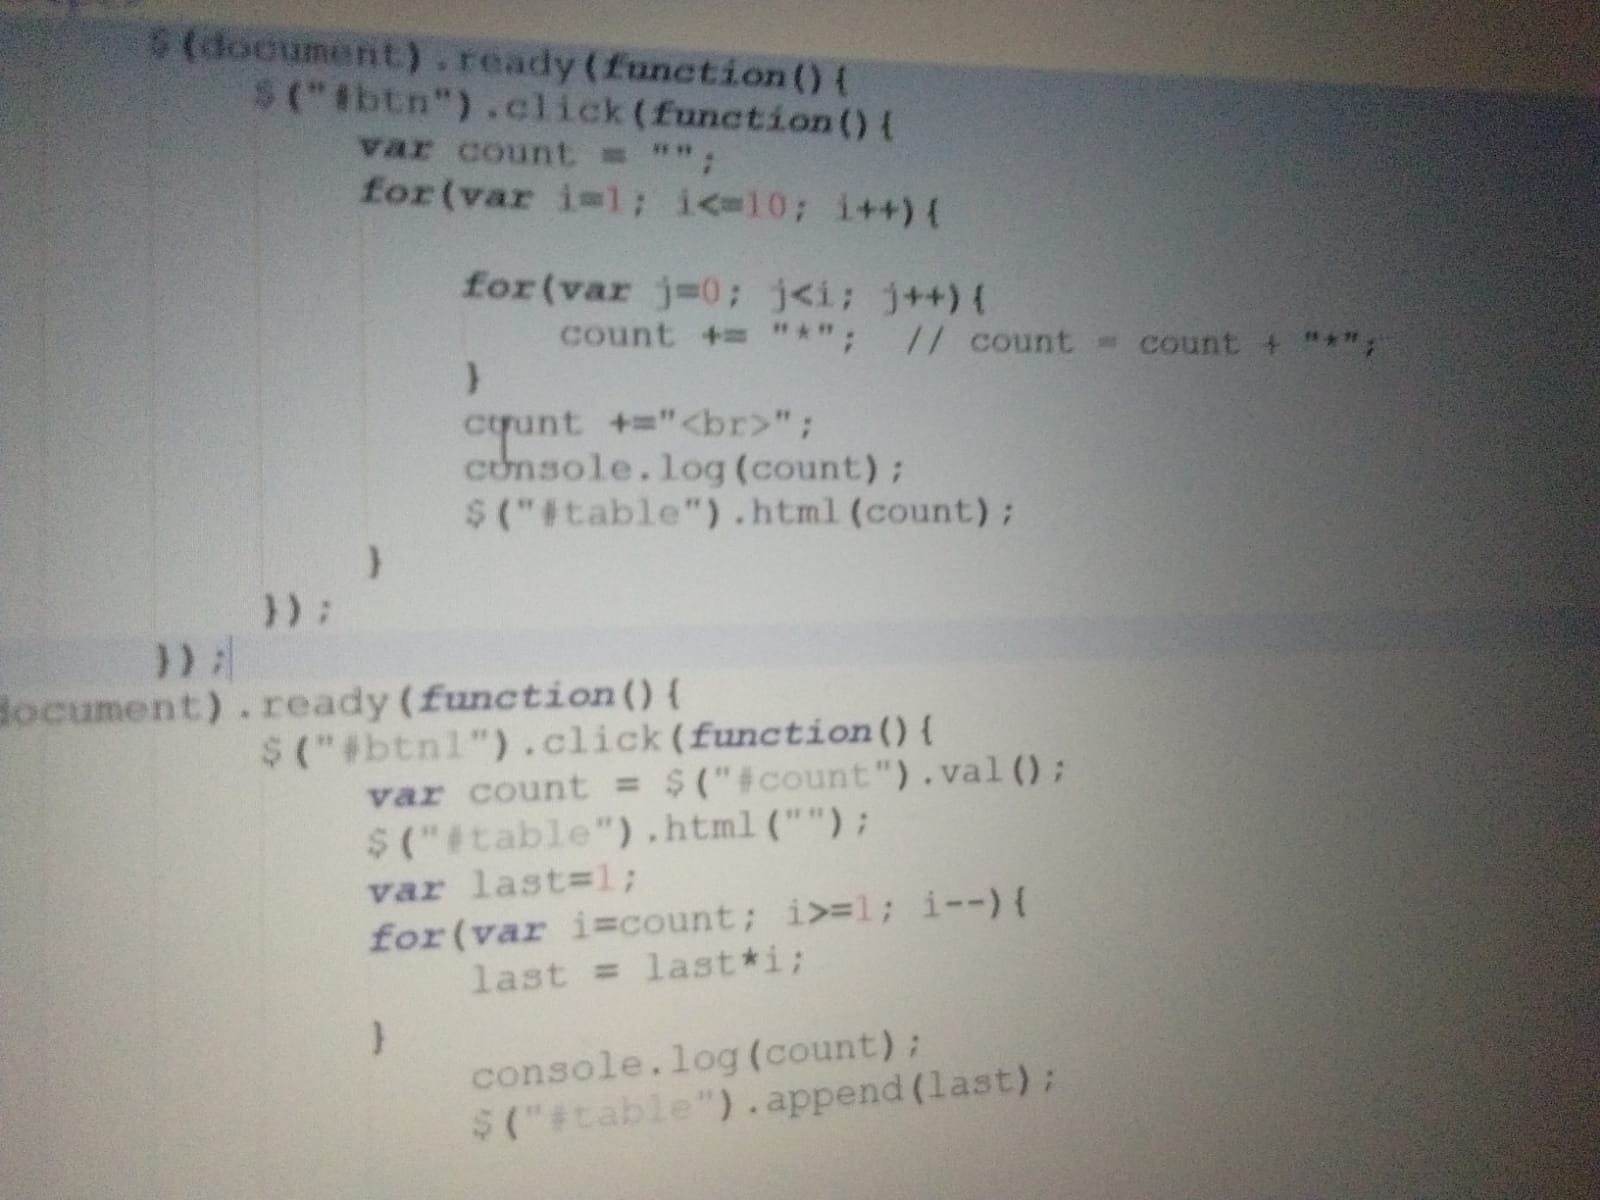 $(document).ready(function(){
$("#btn").click(function(){
var count = "";
for(var i=1; i<=10; i++){
for(var j=0; j<i; j++){
count += "*"; // count = count + "*";
}
count +="<br>";
console.log(count);
$("#table").html(count);
}
});
});
document).ready(function(){
$("#btn1").click(function(){
var count = $("#count").val();
$("#table").html("");
var last=1;
for(var i=count; i>=1; i--){
last = last*i;
}
console.log(count);
$("#table").append(last);